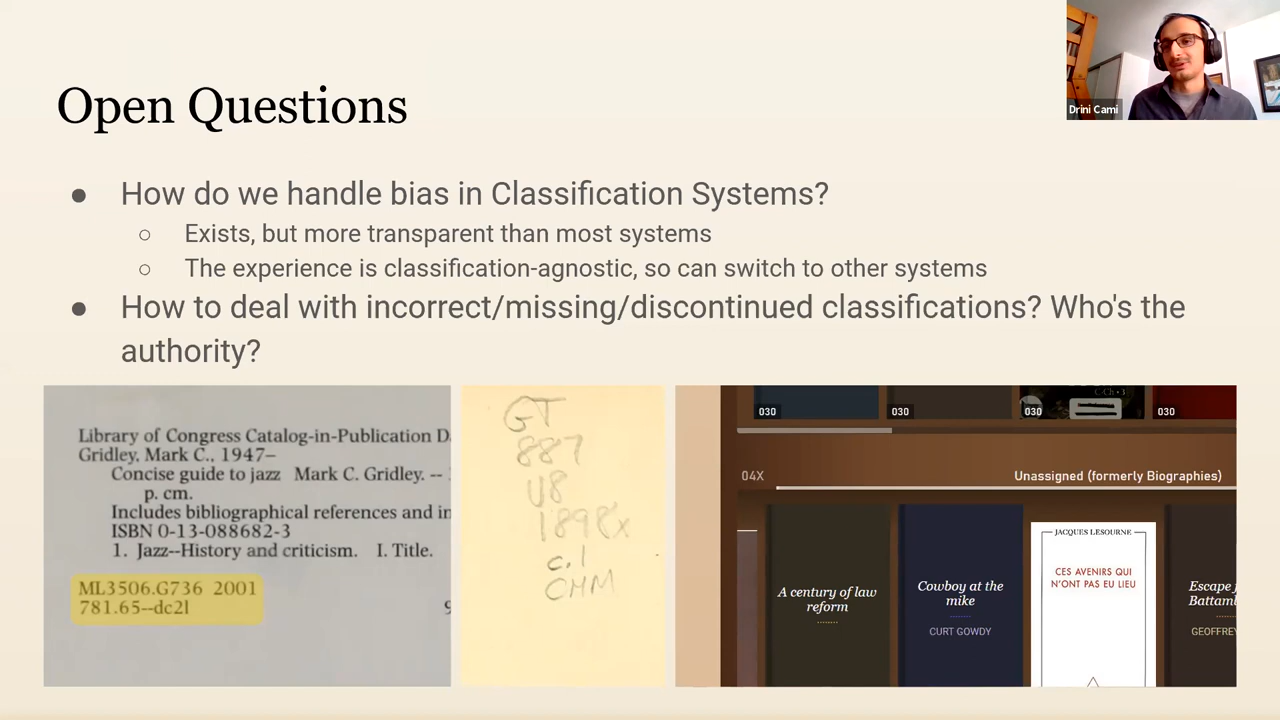 Drini Cami
Open Questions
● How do we handle bias in Classification Systems?
○ Exists, but more transparent than most systems
○ The experience is classification-agnostic, so can switch to other systems
● How to deal with incorrect/missing/discontinued classifications? Who's the
authority?
Library of Congress Catalog-in-Publication D
Gridley, Mark C., 1947–
Concise guide to jazz Mark C. Gridley. --
p. cm.
Includes bibliographical references and in
ISBN 0-13-088682-3
1. Jazz--History and criticism. I. Title.
ML3506.G736 2001
781.65--dc21
GT
887
U8
1898x
c.1
OMM
030
030
030
030
04X
Unassigned (formerly Biographies)
A century of law
reform
Cowboy at the
mike
CURT GOWDY
JACQUES LESOURNE
CES AVENIRS QUI
N'ONT PAS EU LIEU
Escape
Battamb
GEOFFREY